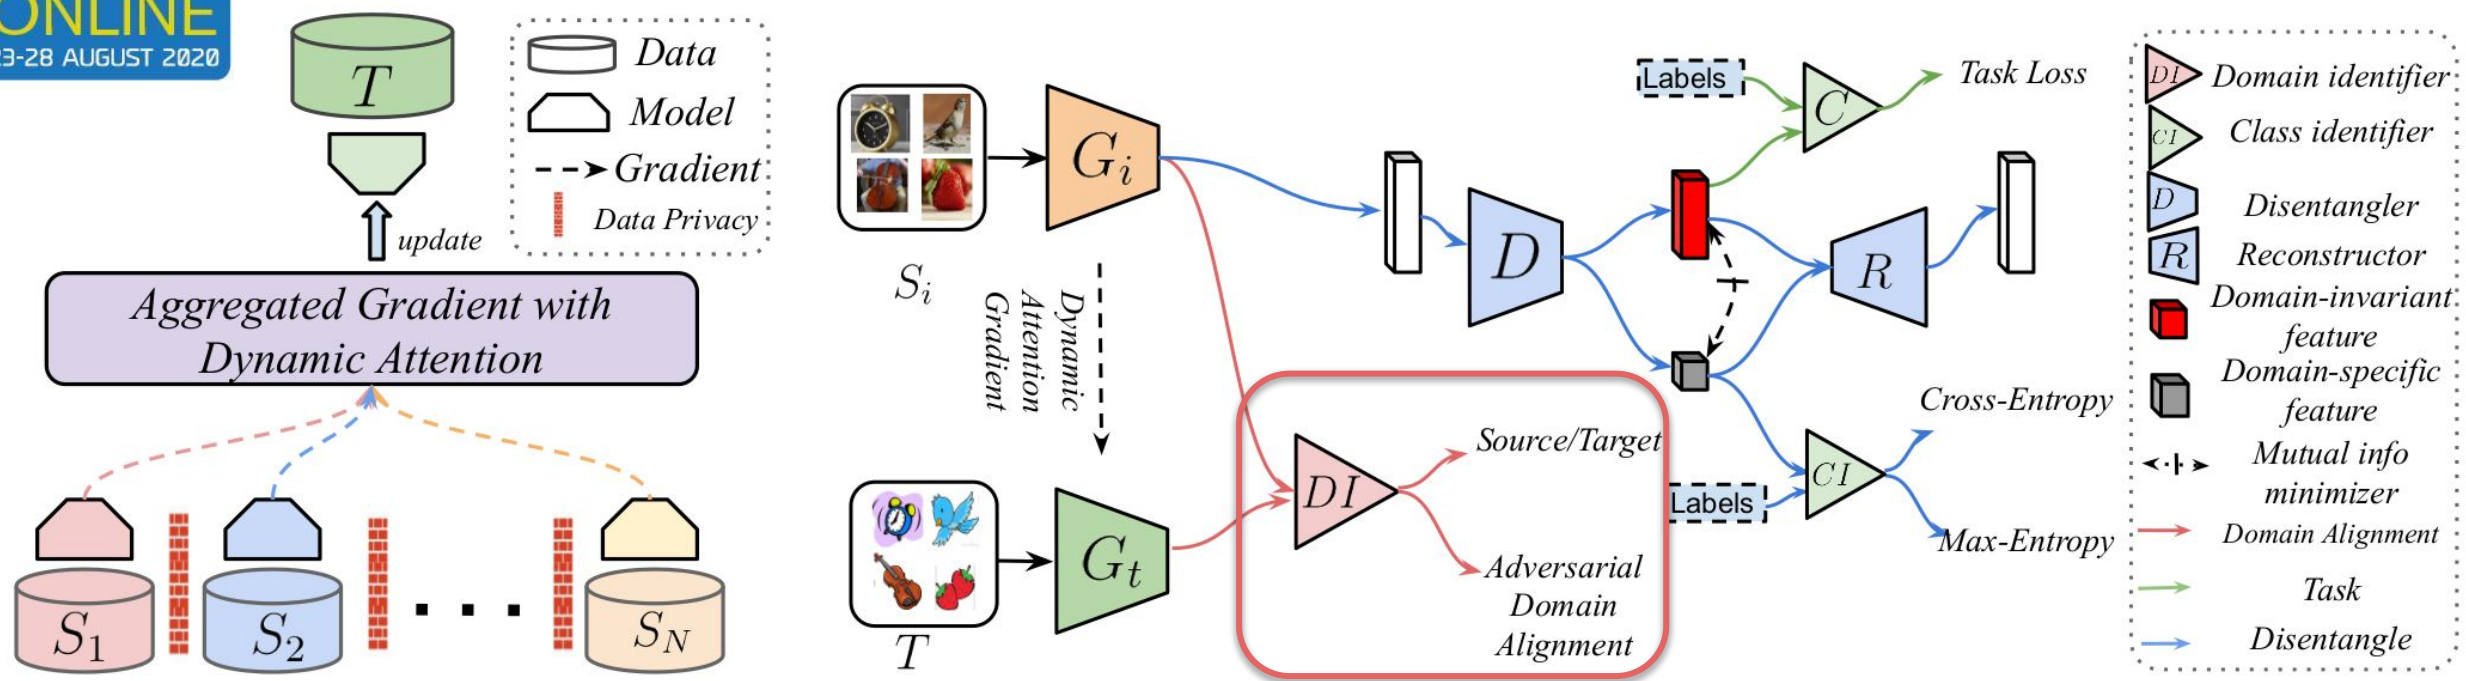 ONLINE
23-28 AUGUST 2020
T
Data
Model
Gradient
Data Privacy
update
Aggregated Gradient with
Dynamic Attention
S1
S2
. . .
SN
Si
Gi
Dynamic
Attention
Gradient
T
Gt
DI
Source/Target
Adversarial
Domain
Alignment
D
Labels
C
Task Loss
R
Labels
CI
Cross-Entropy
Max-Entropy
DI Domain identifier
CI Class identifier
D Disentangler
R Reconstructor
Domain-invariant
feature
Domain-specific
feature
Mutual info
minimizer
Domain Alignment
Task
Disentangle